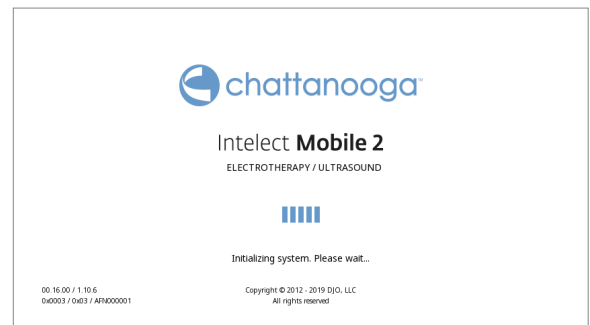 chattanooga™
Intelect Mobile 2
ELECTROTHERAPY / ULTRASOUND
Initializing system. Please wait...
00.16.00 / 1.10.6
0x0003 / 0x03 / AFN000001
Copyright © 2012 - 2019 DJO, LLC
All rights reserved